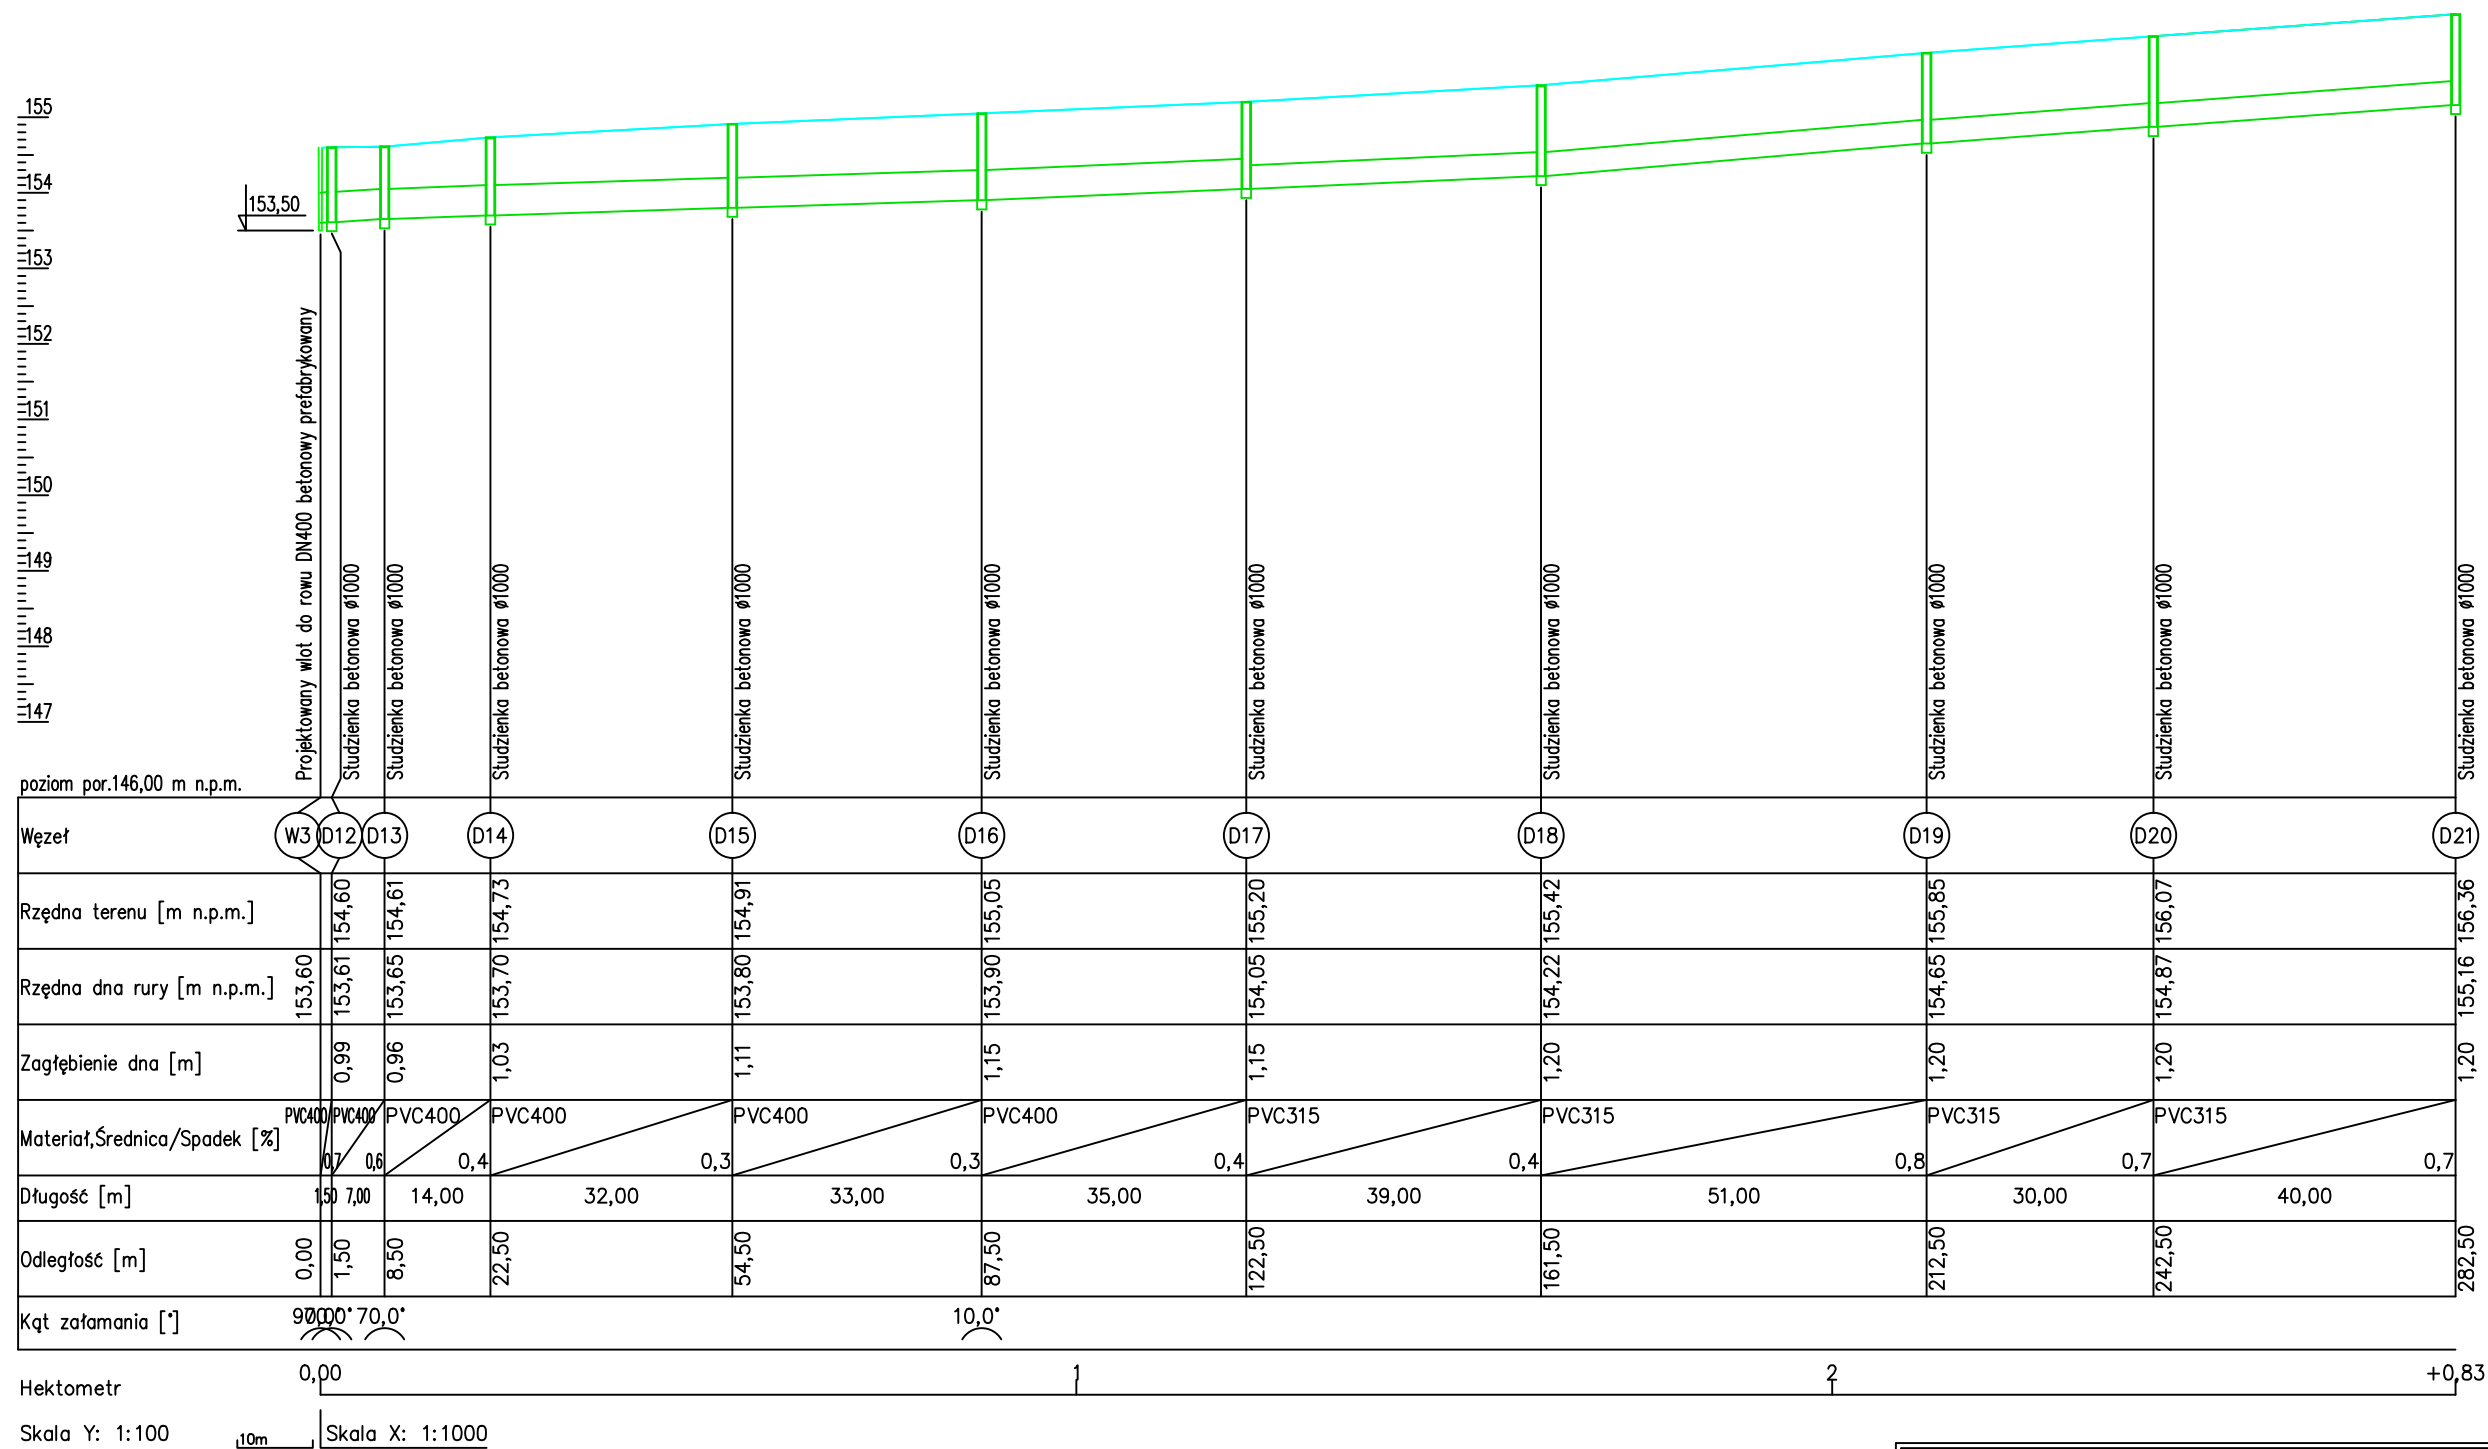 155
154
153,50
153
152
151
150
149
148
147
Projektowany wlot do rowu DN400 betonowy prefabrykowany
Studzienka betonowa ø1000
Studzienka betonowa ø1000
Studzienka betonowa ø1000
Studzienka betonowa ø1000
Studzienka betonowa ø1000
Studzienka betonowa ø1000
Studzienka betonowa ø1000
Studzienka betonowa ø1000
Studzienka betonowa ø1000
Studzienka betonowa ø1000
poziom por.146,00 m n.p.m.
Węzeł W3 D12 D13 D14 D15 D16 D17 D18 D19 D20 D21
Rzędna terenu [m n.p.m.] 154,60 154,61 154,73 154,91 155,05 155,20 155,42 155,85 156,07 156,36
Rzędna dna rury [m n.p.m.] 153,60 153,61 153,65 153,70 153,80 153,90 154,05 154,22 154,65 154,87 155,16
Zagłębienie dna [m] 0,99 0,96 1,03 1,11 1,15 1,15 1,20 1,20 1,20 1,20
PVC400 PVC400 PVC400 PVC400 PVC400 PVC400 PVC315 PVC315 PVC315 PVC315
Materiał,Średnica/Spadek [%]
0,7 0,6 0,4 0,3 0,3 0,4 0,4 0,8 0,7 0,7
Długość [m] 1,50 7,00 14,00 32,00 33,00 35,00 39,00 51,00 30,00 40,00
Odległość [m] 0,00 1,50 8,50 22,50 54,50 87,50 122,50 161,50 212,50 242,50 282,50
Kąt załamania [°] 70,0° 10,0°
Hektometr 0,00 1 2 +0,83
Skala Y: 1:100 10m Skala X: 1:1000